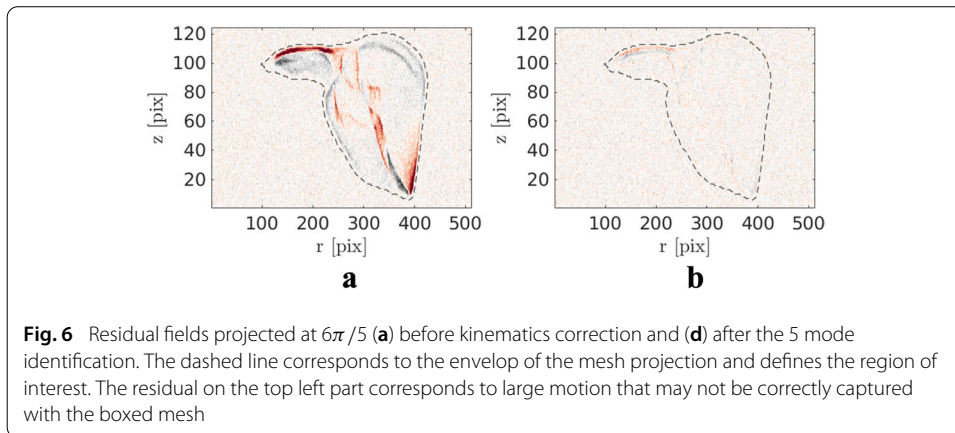 120
100
80
60
40
20
z [pix]
100 200 300 400 500
r [pix]
a
120
100
80
60
40
20
z [pix]
100 200 300 400 500
r [pix]
b
Fig. 6 Residual fields projected at 6π/5 (a) before kinematics correction and (d) after the 5 mode
identification. The dashed line corresponds to the envelop of the mesh projection and defines the region of
interest. The residual on the top left part corresponds to large motion that may not be correctly captured
with the boxed mesh